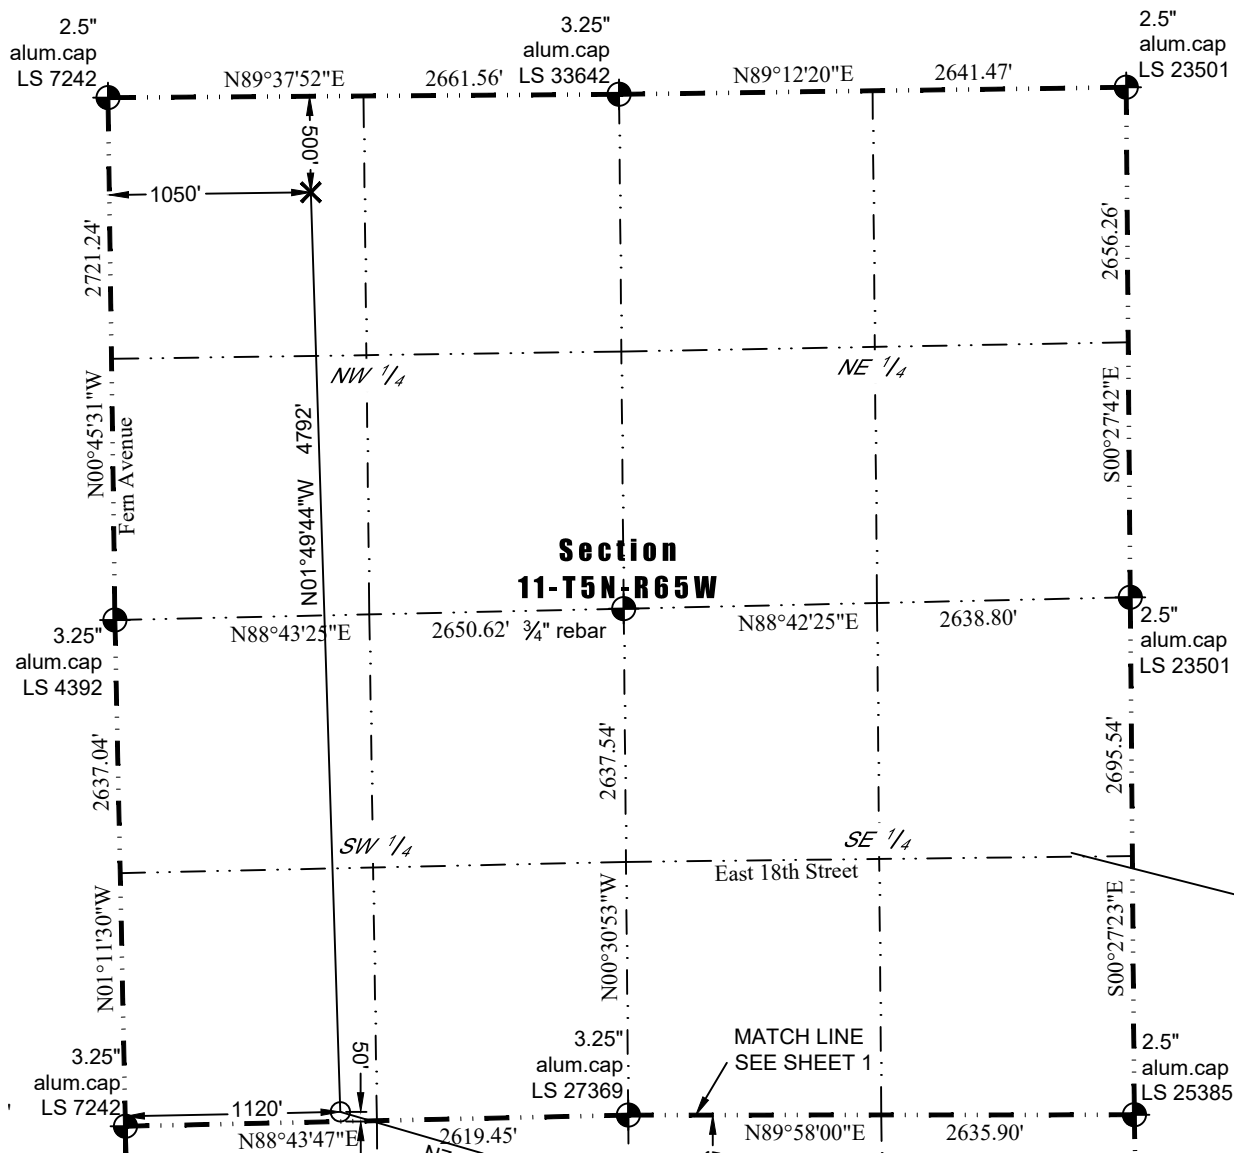 2.5"
alum.cap
LS 7242
3.25"
alum.cap
LS 33642
2.5"
alum.cap
LS 23501
N89°37'52"E
2661.56'
N89°12'20"E
2641.47'
500'
1050'
2721.24'
2656.26'
NW 1/4
NE 1/4
N00°45'31"W
Fern Avenue
N01°49'44"W 4792'
S00°27'42"E
Section
11-T5N-R65W
3.25"
alum.cap
LS 4392
N88°43'25"E
2650.62'
3/4" rebar
N88°42'25"E
2638.80'
2.5"
alum.cap
LS 23501
2637.04'
2637.54'
2695.54'
SW 1/4
SE 1/4
East 18th Street
N01°11'30"W
N00°30'53"W
S00°27'23"E
3.25"
alum.cap
LS 7242
50'
1120'
3.25"
alum.cap
LS 27369
MATCH LINE
SEE SHEET 1
2.5"
alum.cap
LS 25385
N88°43'47"E
2619.45'
N89°58'00"E
2635.90'